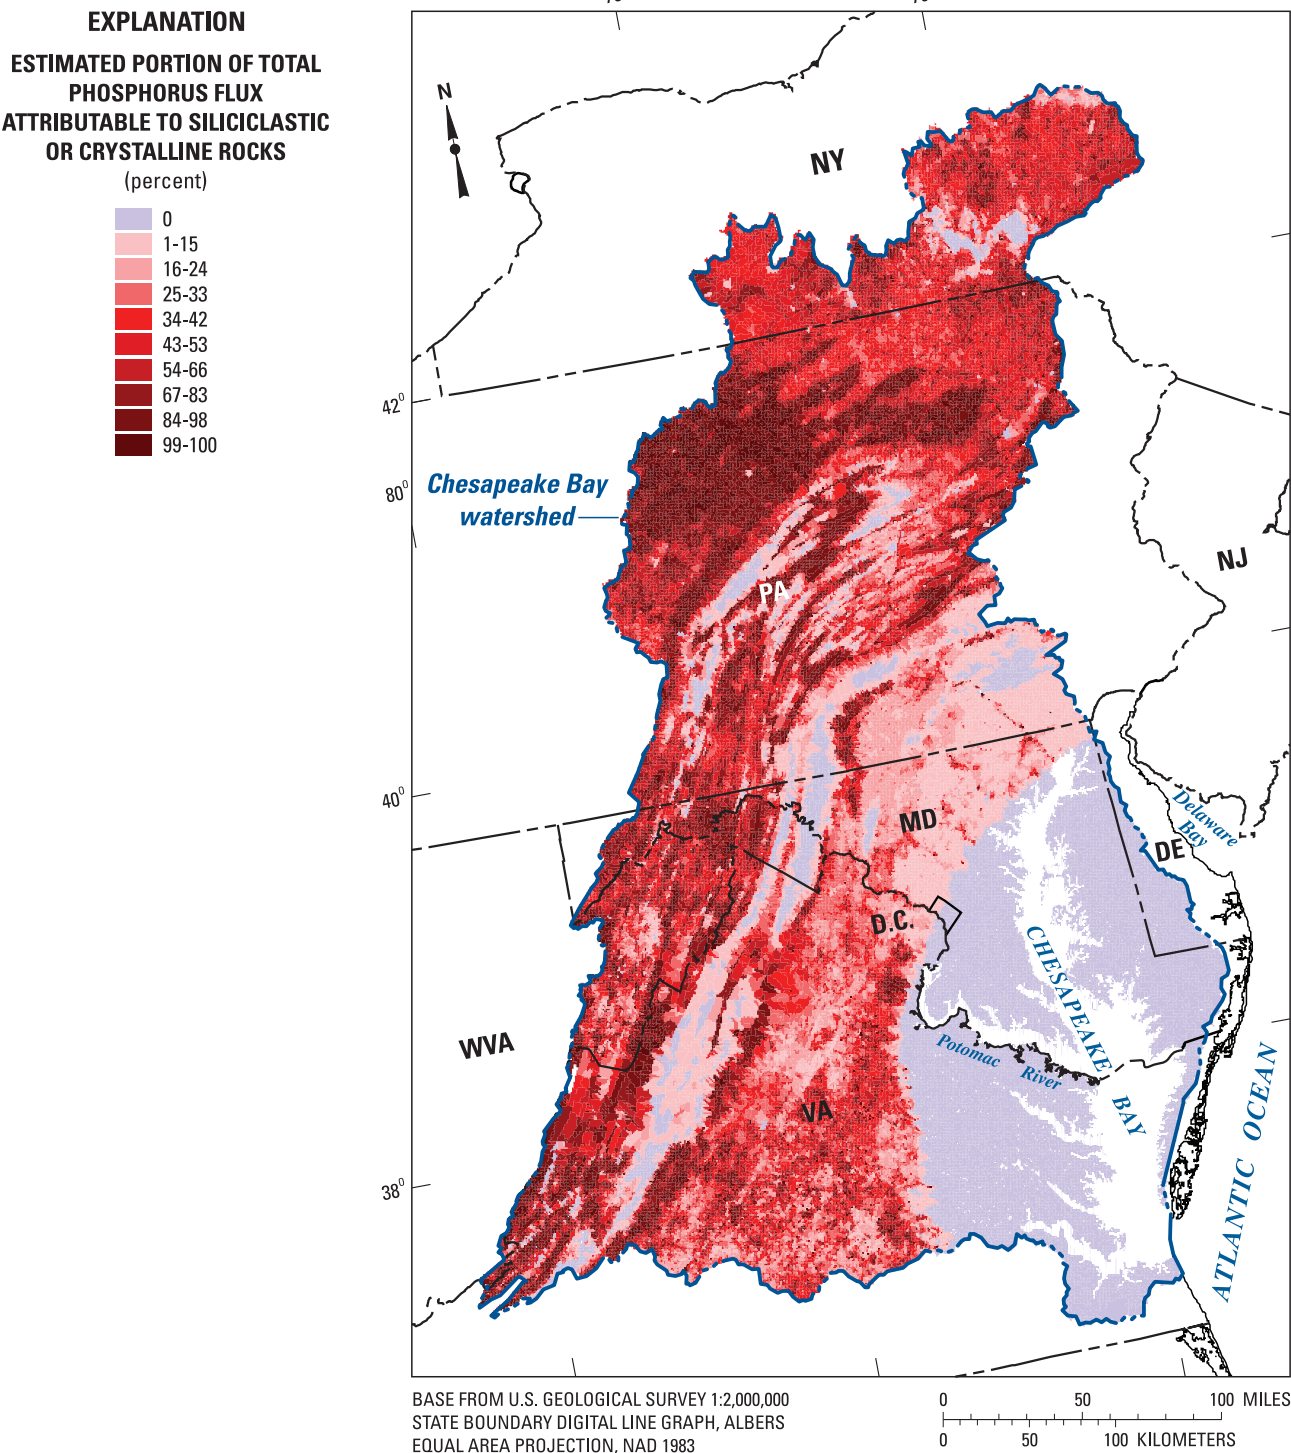 EXPLANATION
ESTIMATED PORTION OF TOTAL
PHOSPHORUS FLUX
ATTRIBUTABLE TO SILICICLASTIC
OR CRYSTALLINE ROCKS
(percent)
0
1-15
16-24
25-33
34-42
43-53
54-66
67-83
84-98
99-100
N
NY
42⁰
80⁰
Chesapeake Bay
watershed
PA
NJ
40⁰
MD
Delaware
Bay
DE
D.C.
CHESAPEAKE
BAY
WVA
Potomac River
VA
ATLANTIC OCEAN
38⁰
BASE FROM U.S. GEOLOGICAL SURVEY 1:2,000,000
STATE BOUNDARY DIGITAL LINE GRAPH, ALBERS
EQUAL AREA PROJECTION, NAD 1983
0 50 100 MILES
0 50 100 KILOMETERS